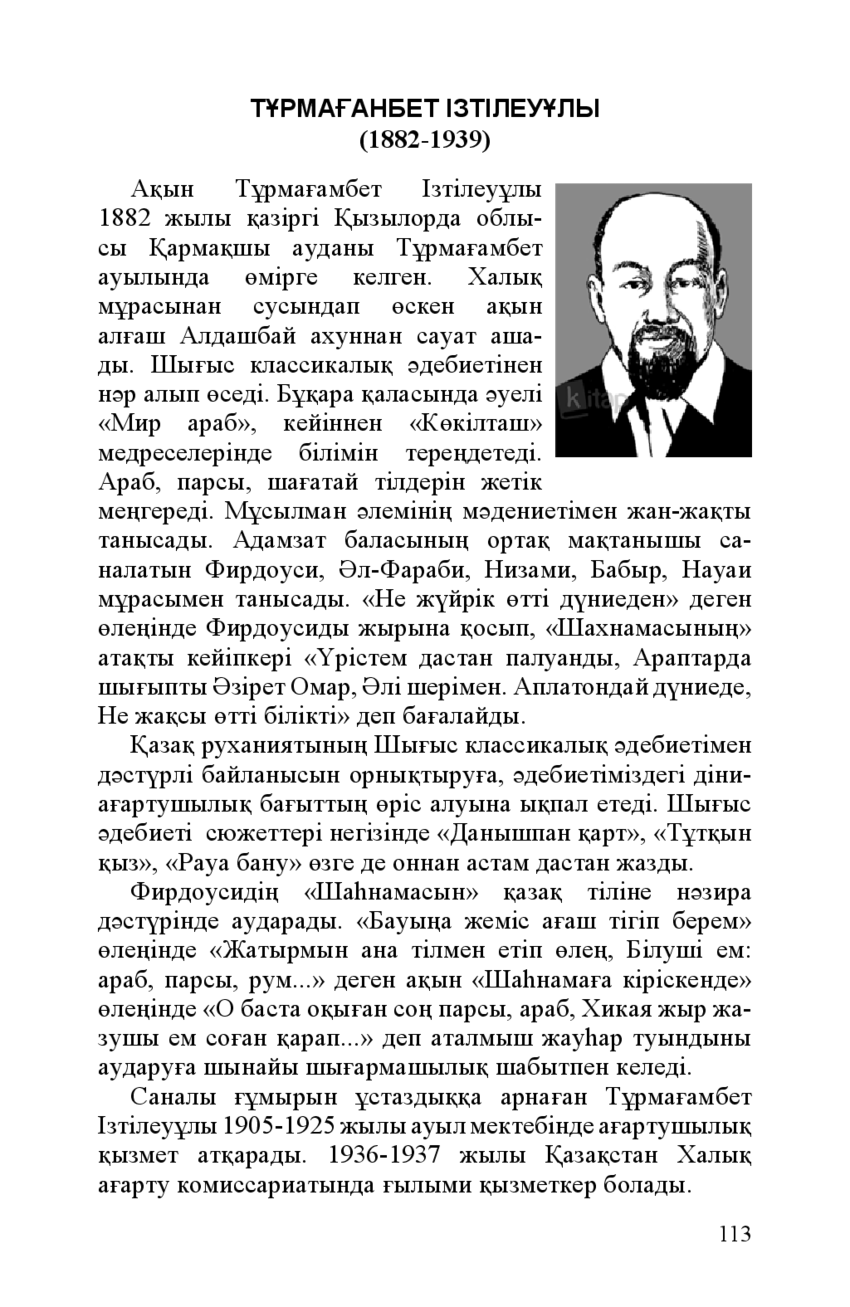 ТҰРМАҒАНБЕТ ІЗТІЛЕУҰЛЫ
(1882-1939)
Ақын Тұрмағамбет Ізтілеуұлы
1882 жылы қазіргі Қызылорда облы-
сы Қармақшы ауданы Тұрмағамбет
ауылында өмірге келген. Халық
мұрасынан сусындап өскен ақын
алғаш Алдашбай ахуннан сауат аша-
ды. Шығыс классикалық әдебиетінен
нәр алып өседі. Бұқара қаласында әуелі
«Мир араб», кейіннен «Көкілташ»
медреселерінде білімін тереңдетеді.
Араб, парсы, шағатай тілдерін жетік
меңгереді. Мұсылман әлемінің мәдениетімен жан-жақты
танысады. Адамзат баласының ортақ мақтанышы са-
налатын Фирдоуси, Әл-Фараби, Низами, Бабыр, Науаи
мұрасымен танысады. «Не жүйрік өтті дүниеден» деген
өлеңінде Фирдоусиды жырына қосып, «Шахнамасының»
атақты кейіпкері «Үрістем дастан палуанды, Араптарда
шығыпты Әзірет Омар, Әлі шерімен. Аплатондай дүниеде,
Не жақсы өтті білікті» деп бағалайды.
Қазақ руханиятының Шығыс классикалық әдебиетімен
дәстүрлі байланысын орнықтыруға, әдебиетіміздегі діни-
ағартушылық бағыттың өріс алуына ықпал етеді. Шығыс
әдебиеті сюжеттері негізінде «Данышпан қарт», «Тұтқын
қыз», «Рауа бану» өзге де оннан астам дастан жазды.
Фирдоусидің «Шаһнамасын» қазақ тіліне нәзира
дәстүрінде аударады. «Бауыңа жеміс ағаш тігіп берем»
өлеңінде «Жатырмын ана тілмен етіп өлең, Білуші ем:
араб, парсы, рум...» деген ақын «Шаһнамаға кіріскенде»
өлеңінде «О баста оқыған соң парсы, араб, Хикая жыр жа-
зушы ем соған қарап...» деп аталмыш жауһар туындыны
аударуға шынайы шығармашылық шабытпен келеді.
Саналы ғұмырын ұстаздыққа арнаған Тұрмағамбет
Ізтілеуұлы 1905-1925 жылы ауыл мектебінде ағартушылық
қызмет атқарады. 1936-1937 жылы Қазақстан Халық
ағарту комиссариатында ғылыми қызметкер болады.
113